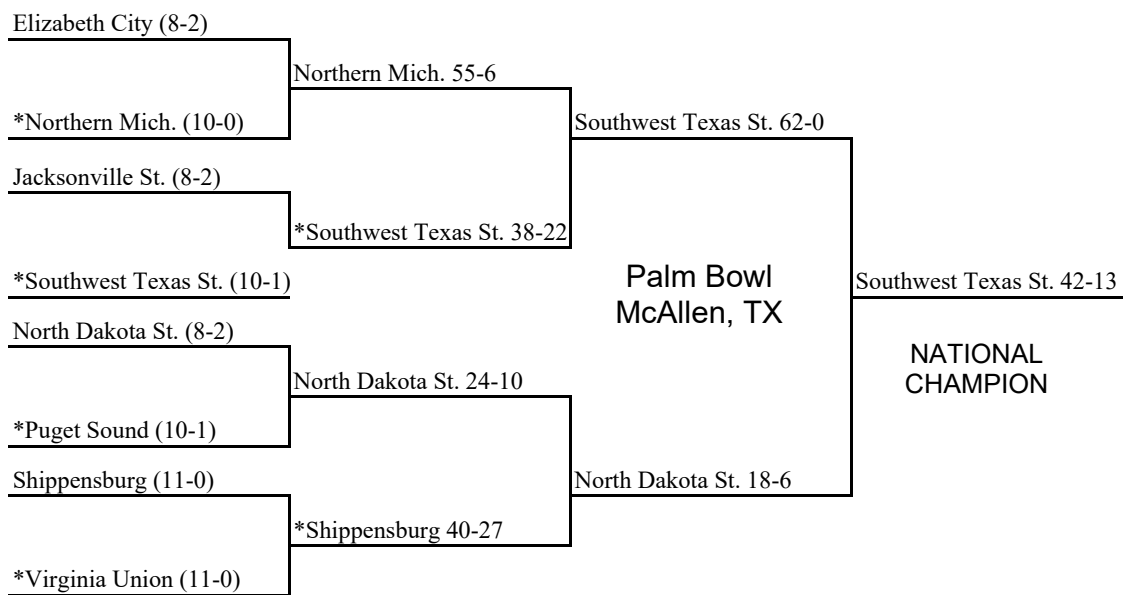 Elizabeth City (8-2)
Northern Mich. 55-6
*Northern Mich. (10-0)
Southwest Texas St. 62-0
Jacksonville St. (8-2)
*Southwest Texas St. 38-22
*Southwest Texas St. (10-1)
Palm Bowl
McAllen, TX
Southwest Texas St. 42-13
North Dakota St. (8-2)
NATIONAL
CHAMPION
North Dakota St. 24-10
*Puget Sound (10-1)
Shippensburg (11-0)
North Dakota St. 18-6
*Shippensburg 40-27
*Virginia Union (11-0)